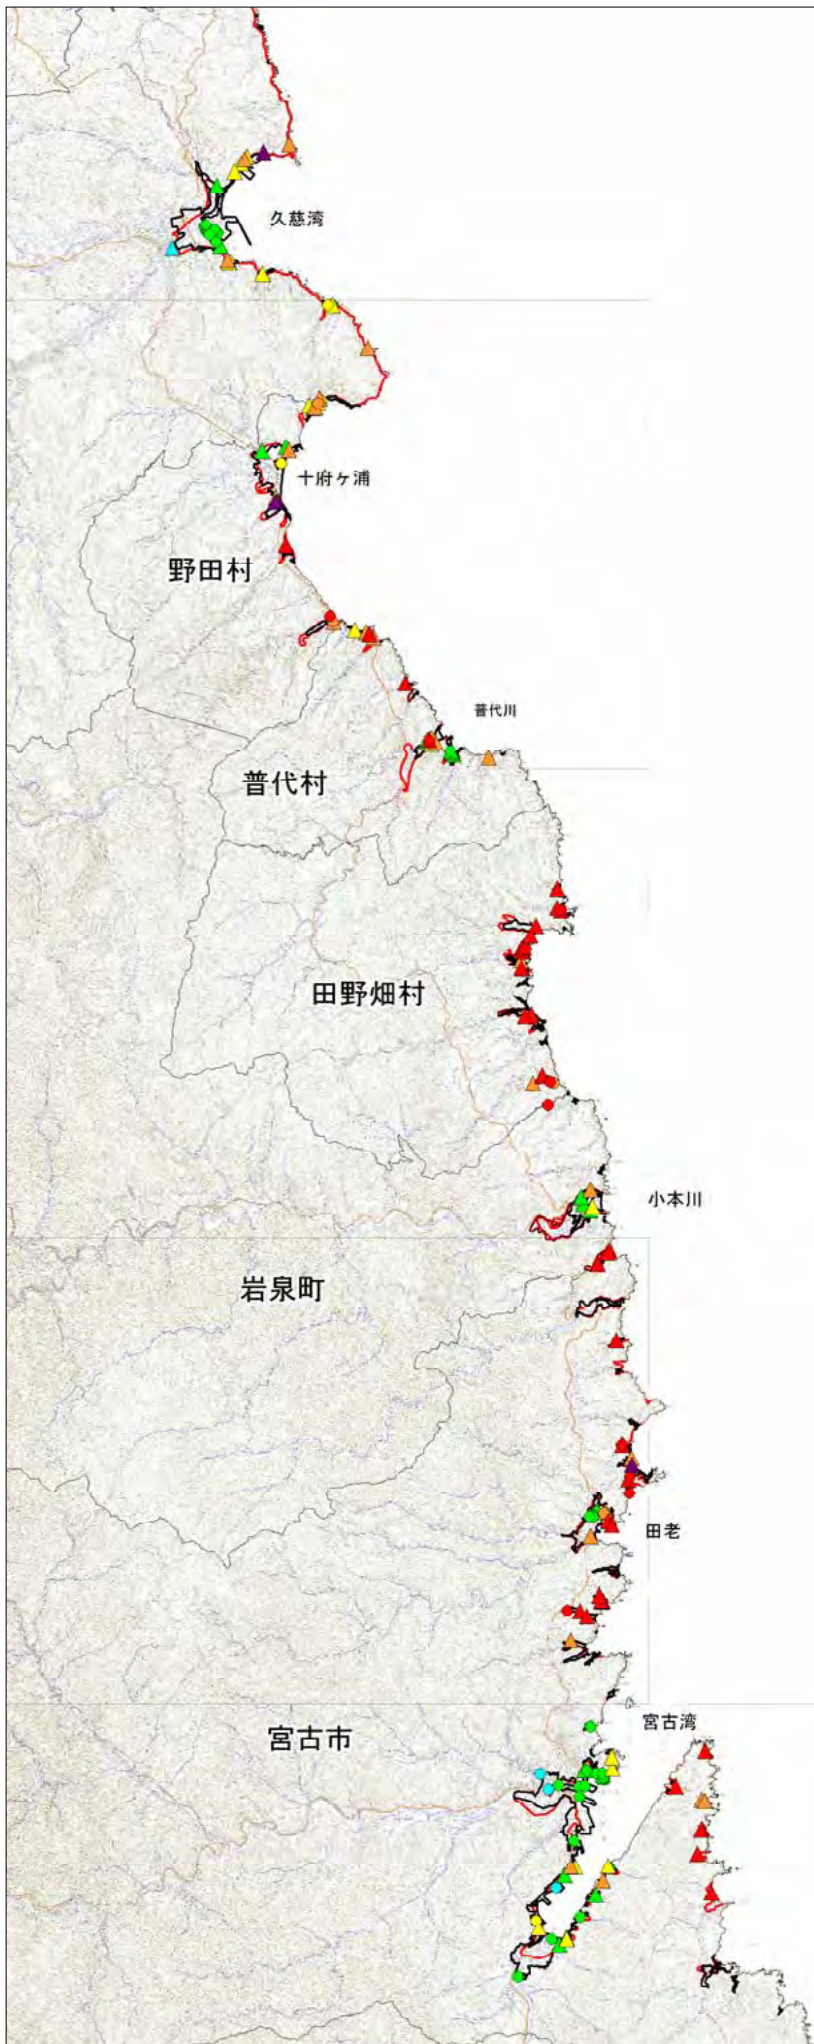 久慈湾
十府ヶ浦
野田村
普代川
普代村
田野畑村
小本川
岩泉町
田老
宮古湾
宮古市